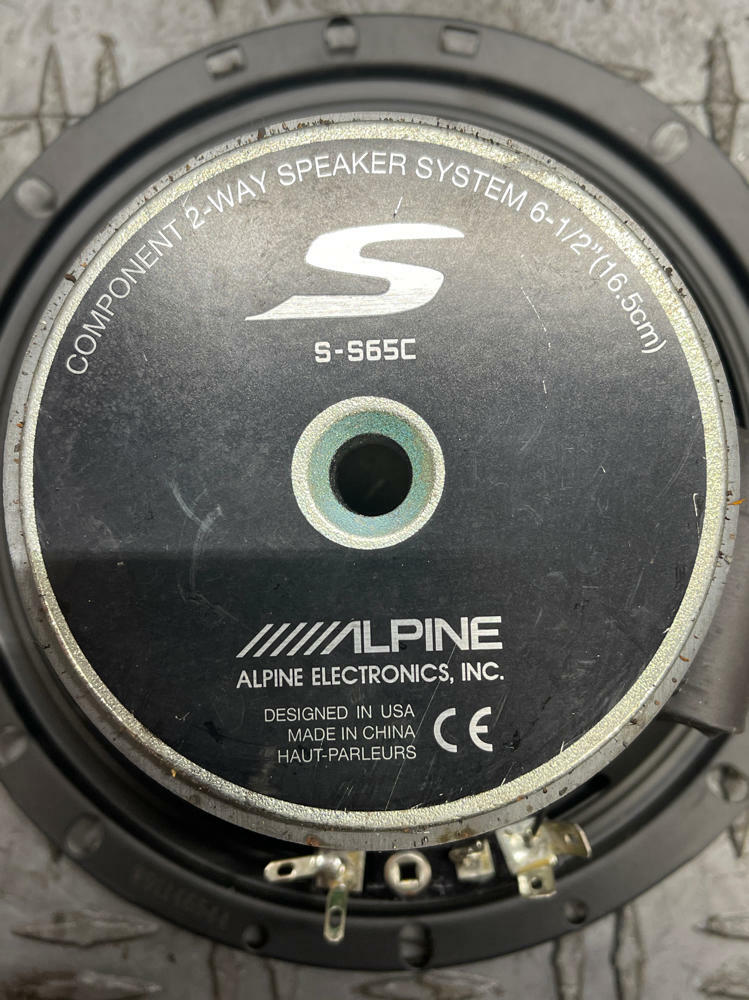 COMPONENT 2-WAY SPEAKER SYSTEM 6-1/2"(16.5cm)
S
S-S65C
ALPINE
ALPINE ELECTRONICS, INC.
DESIGNED IN USA
MADE IN CHINA
HAUT-PARLEURS
CE